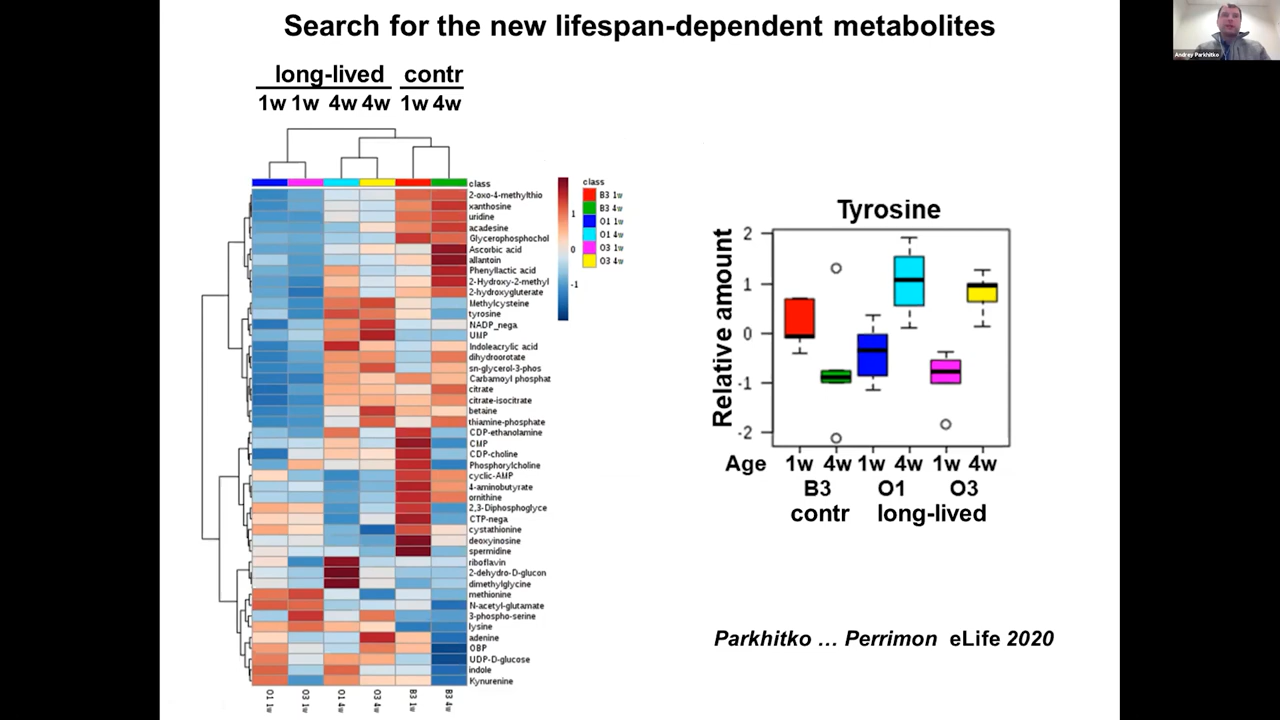 Search for the new lifespan-dependent metabolites
Andrey Parkhitko
long-lived contr
1w 1w 4w 4w 1w 4w
class
2-oxo-4-methylthio
xanthosine
uridine
acadesine
Glycerophosphochol
Ascorbic acid
allantoin
Phenyllactic acid
2-Hydroxy-2-methyl
2-hydroxygluterate
Methylcysteine
tyrosine
NADP_nega
UMP
Indoleacrylic acid
dihydroorotate
sn-glycerol-3-phos
Carbamoyl phosphat
citrate
citrate-isocitrate
betaine
thiamine-phosphate
CDP-ethanolamine
CMP
CDP-choline
Phosphorylcholine
cyclic-AMP
4-aminobutyrate
ornithine
2,3-Diphosphoglyce
CTP-nega
cystathionine
deoxyinosine
spermidine
riboflavin
2-dehydro-D-glucon
dimethylglycine
methionine
N-acetyl-glutamate
3-phospho-serine
lysine
adenine
OBP
UDP-D-glucose
indole
Kynurenine
O1 1w
O3 1w
O1 4w
O3 4w
B3 1w
B3 4w
1
0
-1
class
B3 1w
B3 4w
O1 1w
O1 4w
O3 1w
O3 4w
Tyrosine
Relative amount
2
1
0
-1
-2
Age 1w 4w 1w 4w 1w 4w
B3 O1 O3
contr long-lived
Parkhitko … Perrimon eLife 2020